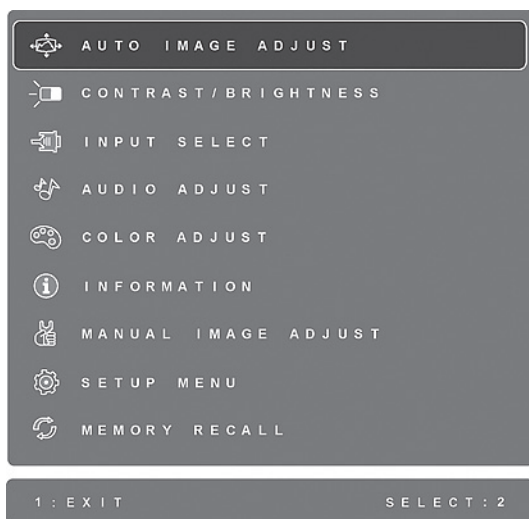 AUTO IMAGE ADJUST
CONTRAST/BRIGHTNESS
INPUT SELECT
AUDIO ADJUST
COLOR ADJUST
INFORMATION
MANUAL IMAGE ADJUST
SETUP MENU
MEMORY RECALL
1:EXIT SELECT:2